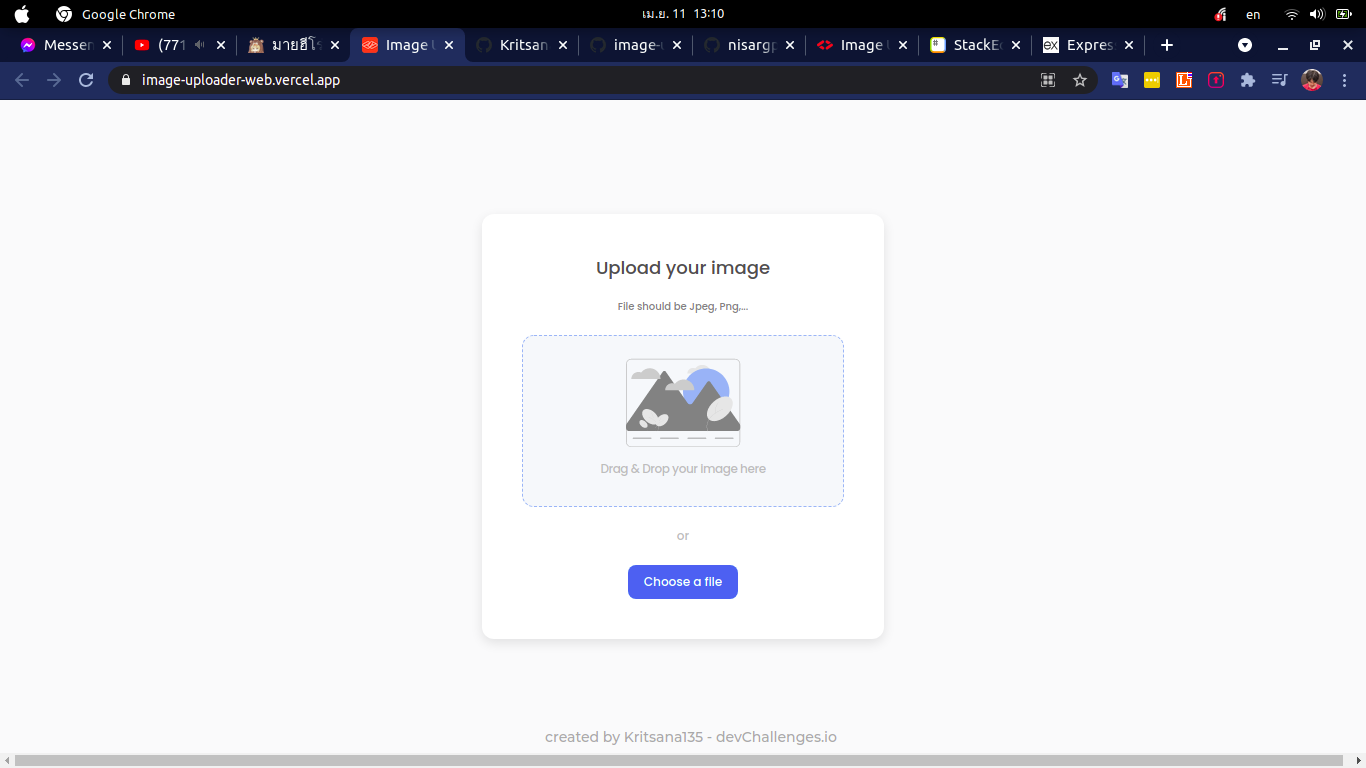 Google Chrome
เม.ย. 11 13:10
en
Messen
(771
มายฮีโร
Image U
Kritsan
image-u
nisargp
Image U
StackEd
EX Expres
image-uploader-web.vercel.app
Upload your image
File should be Jpeg, Png,...
Drag & Drop your image here
or
Choose a file
created by Kritsana135 - devChallenges.io